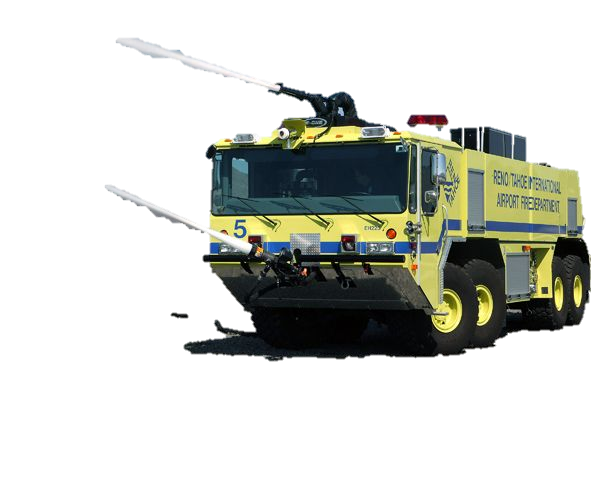 RENO / TAHOE INTERNATIONAL
AIRPORT FIRE DEPARTMENT
5